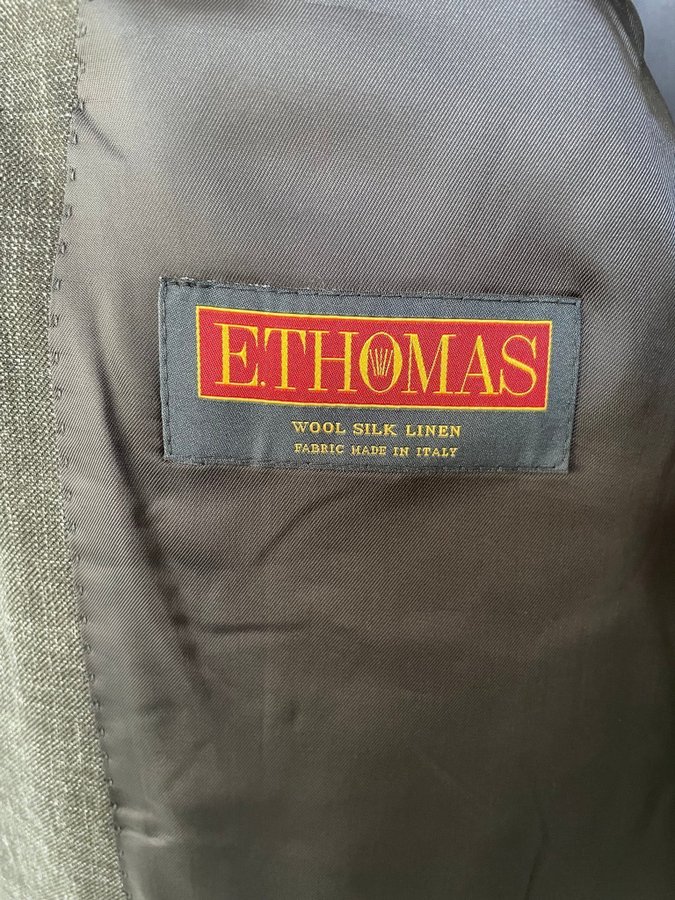 E.THOMAS
WOOL SILK LINEN
FABRIC MADE IN ITALY